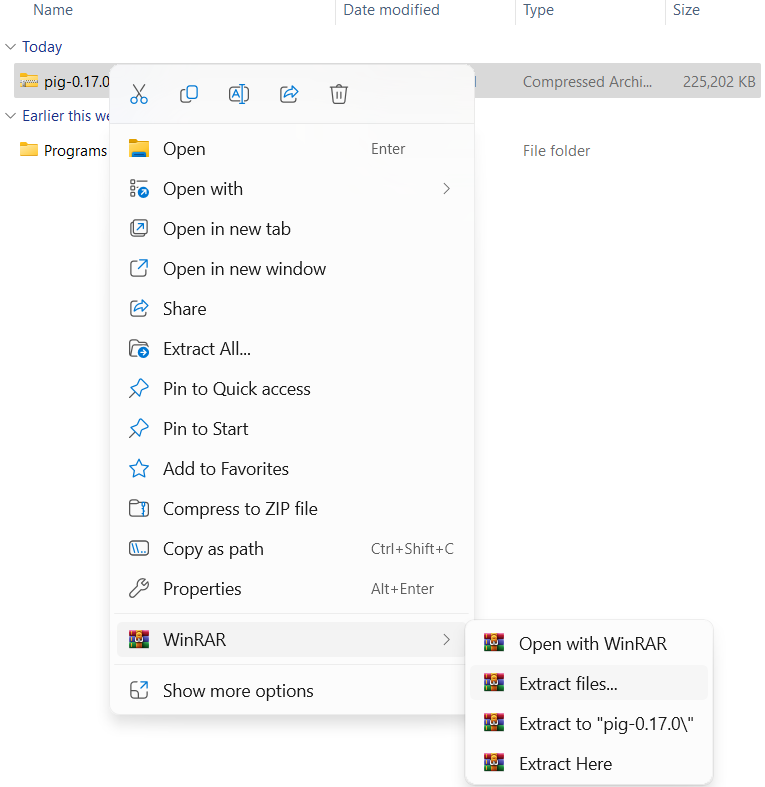 Name Date modified Type Size
Today
pig-0.17.0 Compressed Archi... 225,202 KB
Earlier this we
Programs File folder
Open Enter
Open with
Open in new tab
Open in new window
Share
Extract All...
Pin to Quick access
Pin to Start
Add to Favorites
Compress to ZIP file
Copy as path Ctrl+Shift+C
Properties Alt+Enter
WinRAR
Show more options
Open with WinRAR
Extract files...
Extract to "pig-0.17.0\"
Extract Here